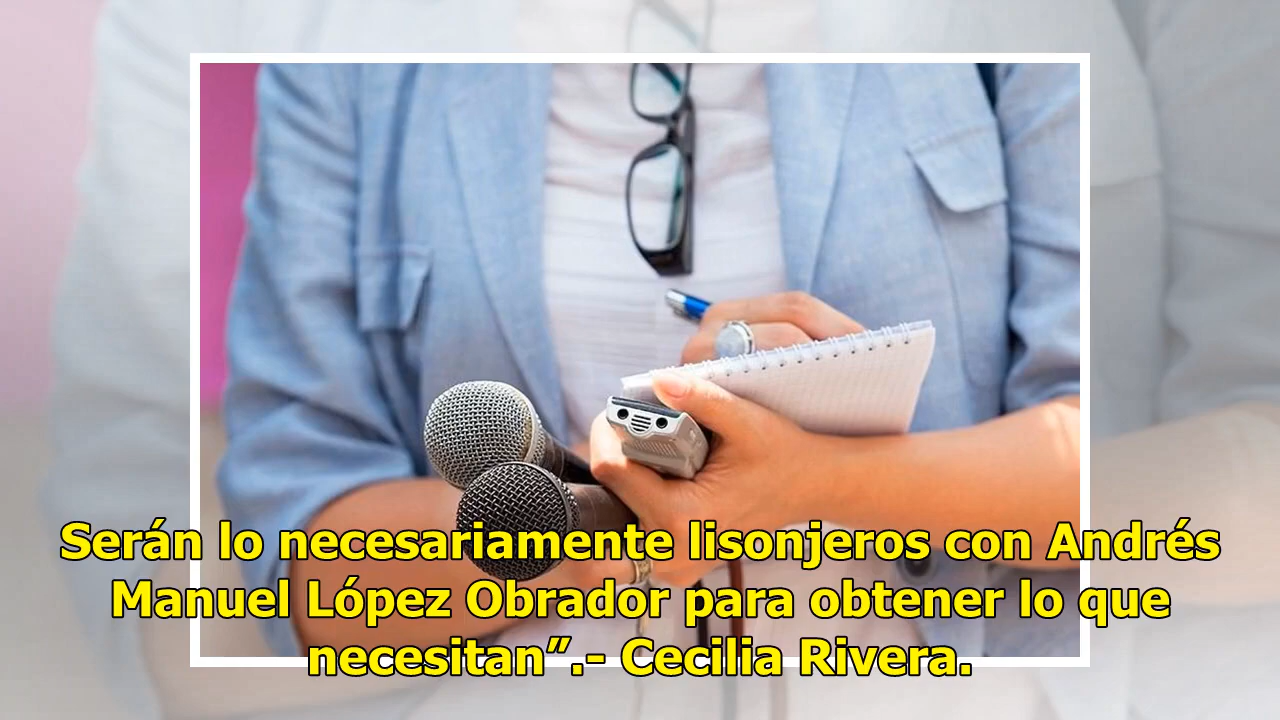 Serán lo necesariamente lisonjeros con Andrés
Manuel López Obrador para obtener lo que
necesitan”.- Cecilia Rivera.